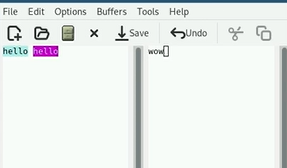 File Edit Options Buffers Tools Help
Save Undo
hello hello
wow